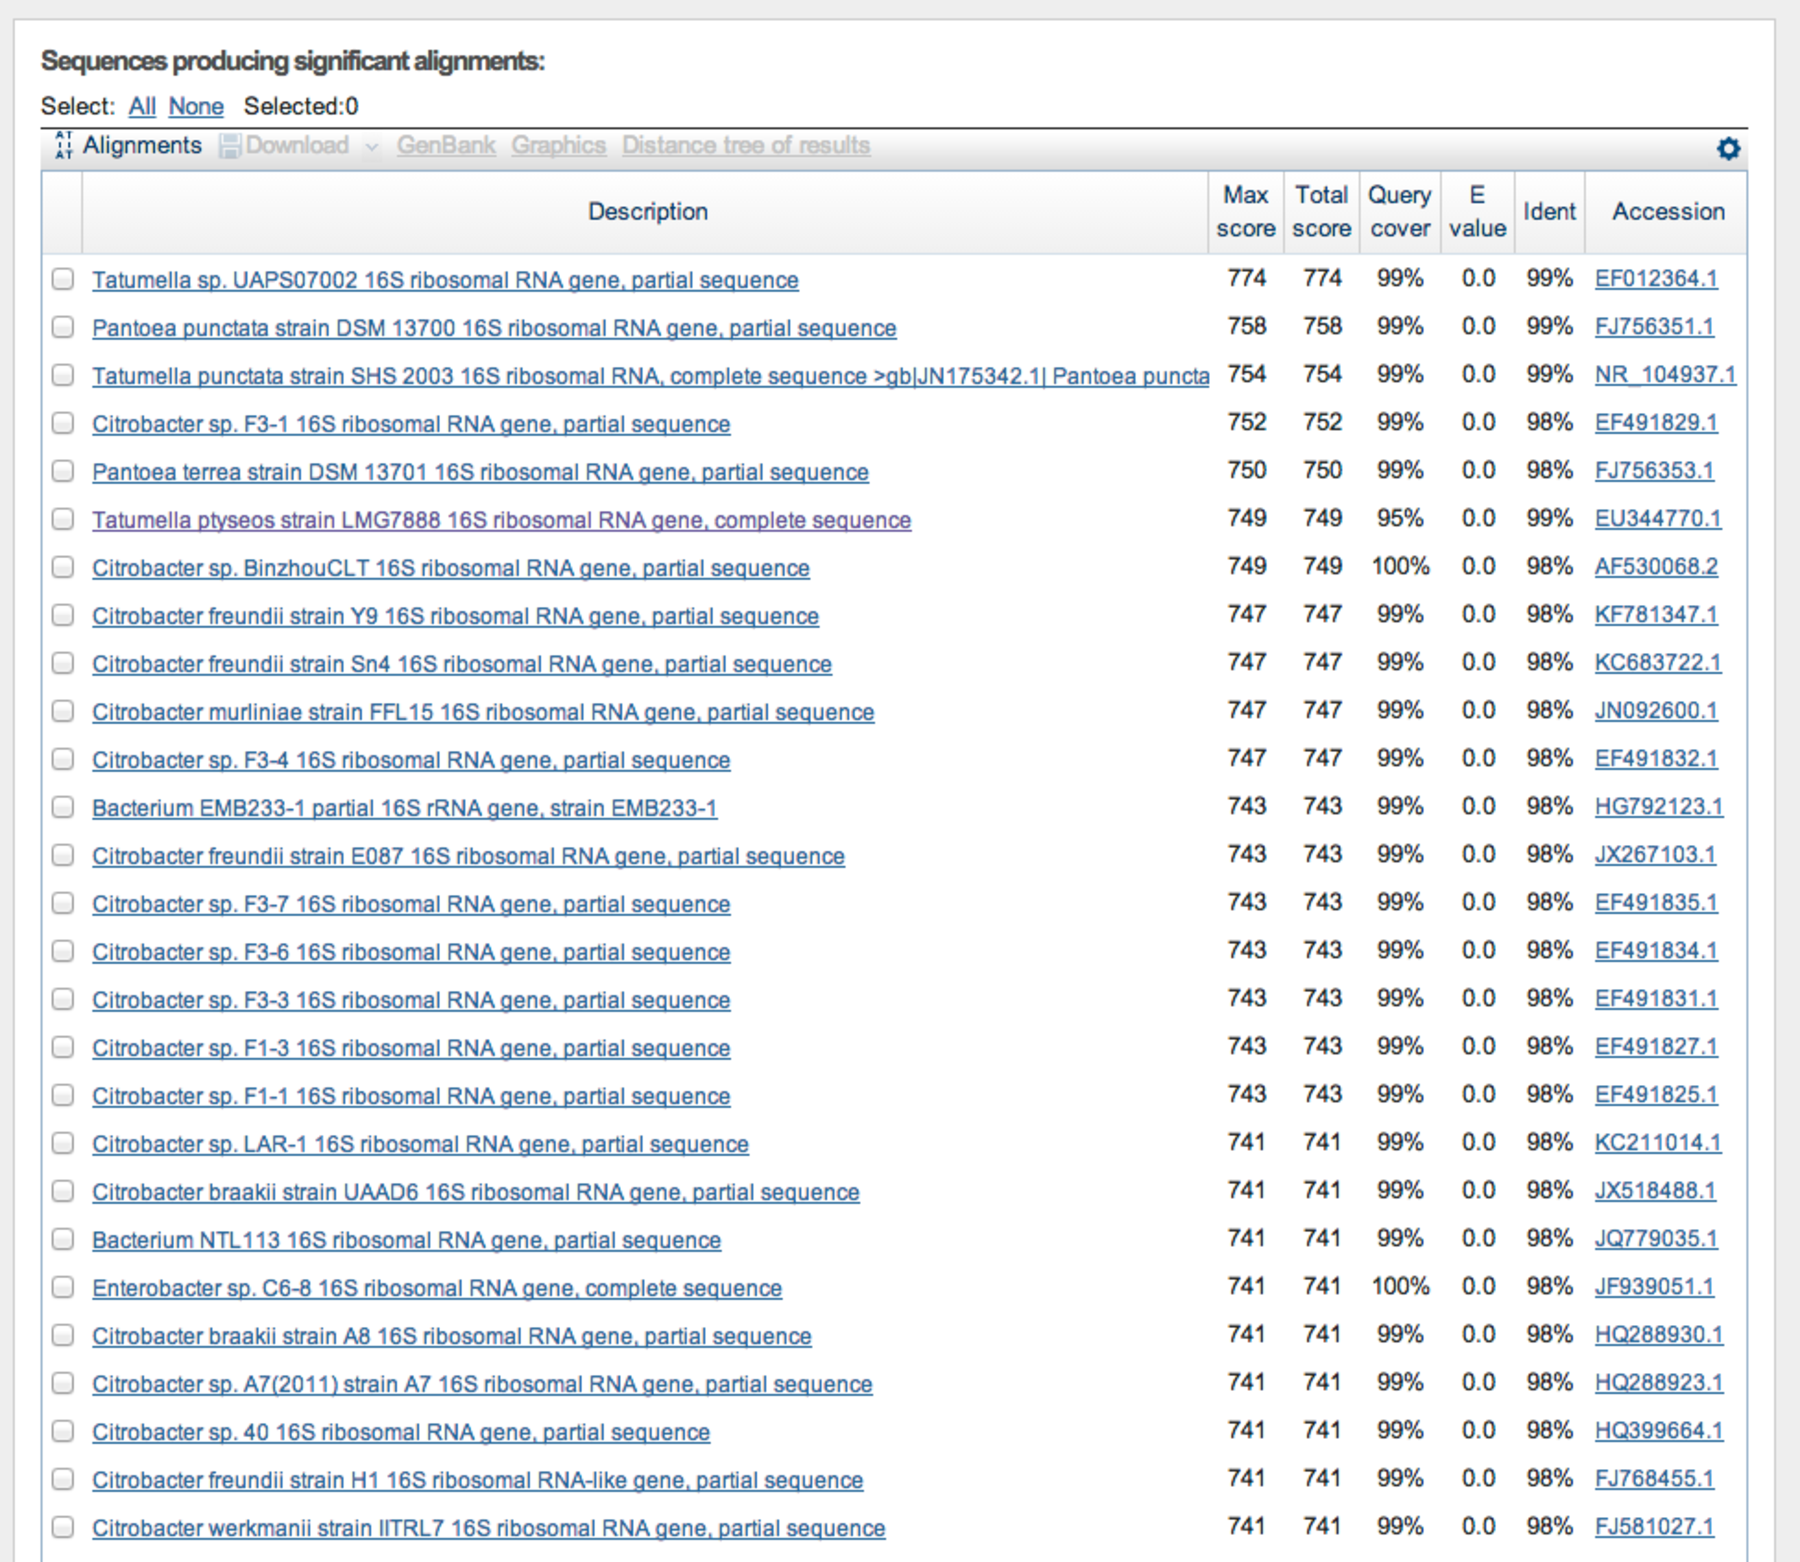 Sequences producing significant alignments:
Select: All None Selected:0
AT AT Alignments Download GenBank Graphics Distance tree of results
Description Max score Total score Query cover E value Ident Accession
Tatumella sp. UAPS07002 16S ribosomal RNA gene, partial sequence 774 774 99% 0.0 99% EF012364.1
Pantoea punctata strain DSM 13700 16S ribosomal RNA gene, partial sequence 758 758 99% 0.0 99% FJ756351.1
Tatumella punctata strain SHS 2003 16S ribosomal RNA, complete sequence >gb|JN175342.1| Pantoea puncta 754 754 99% 0.0 99% NR_104937.1
Citrobacter sp. F3-1 16S ribosomal RNA gene, partial sequence 752 752 99% 0.0 98% EF491829.1
Pantoea terrea strain DSM 13701 16S ribosomal RNA gene, partial sequence 750 750 99% 0.0 98% FJ756353.1
Tatumella ptyseos strain LMG7888 16S ribosomal RNA gene, complete sequence 749 749 95% 0.0 99% EU344770.1
Citrobacter sp. BinzhouCLT 16S ribosomal RNA gene, partial sequence 749 749 100% 0.0 98% AF530068.2
Citrobacter freundii strain Y9 16S ribosomal RNA gene, partial sequence 747 747 99% 0.0 98% KF781347.1
Citrobacter freundii strain Sn4 16S ribosomal RNA gene, partial sequence 747 747 99% 0.0 98% KC683722.1
Citrobacter murliniae strain FFL15 16S ribosomal RNA gene, partial sequence 747 747 99% 0.0 98% JN092600.1
Citrobacter sp. F3-4 16S ribosomal RNA gene, partial sequence 747 747 99% 0.0 98% EF491832.1
Bacterium EMB233-1 partial 16S rRNA gene, strain EMB233-1 743 743 99% 0.0 98% HG792123.1
Citrobacter freundii strain E087 16S ribosomal RNA gene, partial sequence 743 743 99% 0.0 98% JX267103.1
Citrobacter sp. F3-7 16S ribosomal RNA gene, partial sequence 743 743 99% 0.0 98% EF491835.1
Citrobacter sp. F3-6 16S ribosomal RNA gene, partial sequence 743 743 99% 0.0 98% EF491834.1
Citrobacter sp. F3-3 16S ribosomal RNA gene, partial sequence 743 743 99% 0.0 98% EF491831.1
Citrobacter sp. F1-3 16S ribosomal RNA gene, partial sequence 743 743 99% 0.0 98% EF491827.1
Citrobacter sp. F1-1 16S ribosomal RNA gene, partial sequence 743 743 99% 0.0 98% EF491825.1
Citrobacter sp. LAR-1 16S ribosomal RNA gene, partial sequence 741 741 99% 0.0 98% KC211014.1
Citrobacter braakii strain UAAD6 16S ribosomal RNA gene, partial sequence 741 741 99% 0.0 98% JX518488.1
Bacterium NTL113 16S ribosomal RNA gene, partial sequence 741 741 99% 0.0 98% JQ779035.1
Enterobacter sp. C6-8 16S ribosomal RNA gene, complete sequence 741 741 100% 0.0 98% JF939051.1
Citrobacter braakii strain A8 16S ribosomal RNA gene, partial sequence 741 741 99% 0.0 98% HQ288930.1
Citrobacter sp. A7(2011) strain A7 16S ribosomal RNA gene, partial sequence 741 741 99% 0.0 98% HQ288923.1
Citrobacter sp. 40 16S ribosomal RNA gene, partial sequence 741 741 99% 0.0 98% HQ399664.1
Citrobacter freundii strain H1 16S ribosomal RNA-like gene, partial sequence 741 741 99% 0.0 98% FJ768455.1
Citrobacter werkmanii strain IITRL7 16S ribosomal RNA gene, partial sequence 741 741 99% 0.0 98% FJ581027.1